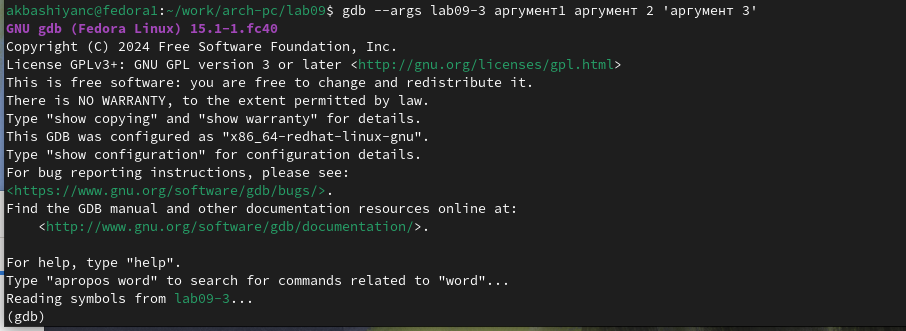 akbashiyanc@fedora1:~/work/arch-pc/lab09$ gdb --args lab09-3 аргумент1 аргумент 2 'аргумент 3'
GNU gdb (Fedora Linux) 15.1-1.fc40
Copyright (C) 2024 Free Software Foundation, Inc.
License GPLv3+: GNU GPL version 3 or later <http://gnu.org/licenses/gpl.html>
This is free software: you are free to change and redistribute it.
There is NO WARRANTY, to the extent permitted by law.
Type "show copying" and "show warranty" for details.
This GDB was configured as "x86_64-redhat-linux-gnu".
Type "show configuration" for configuration details.
For bug reporting instructions, please see:
<https://www.gnu.org/software/gdb/bugs/>.
Find the GDB manual and other documentation resources online at:
    <http://www.gnu.org/software/gdb/documentation/>.

For help, type "help".
Type "apropos word" to search for commands related to "word"...
Reading symbols from lab09-3...
(gdb)